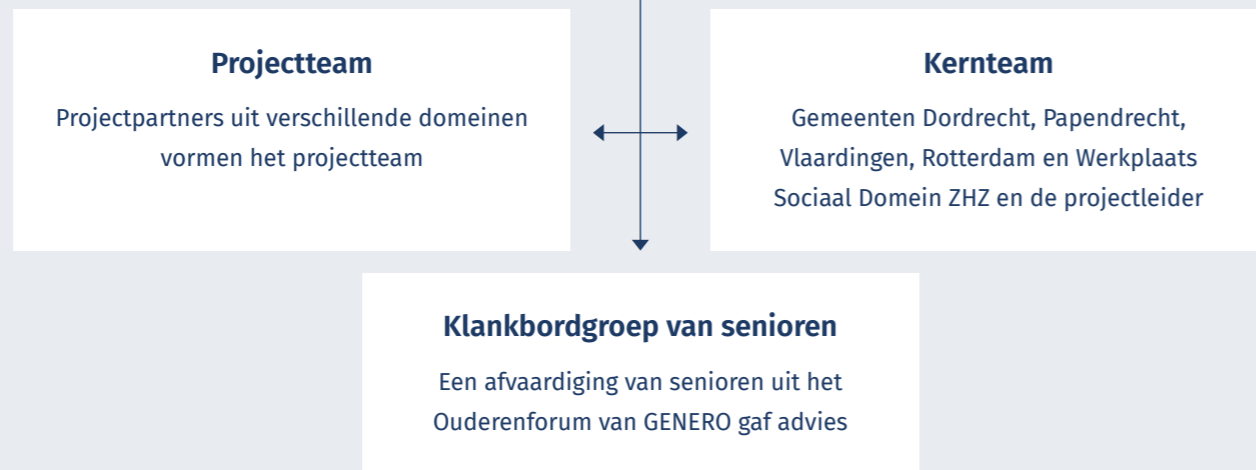 Projectteam
Projectpartners uit verschillende domeinen
vormen het projectteam
Kernteam
Gemeenten Dordrecht, Papendrecht,
Vlaardingen, Rotterdam en Werkplaats
Sociaal Domein ZHZ en de projectleider
Klankbordgroep van senioren
Een afvaardiging van senioren uit het
Ouderenforum van GENERO gaf advies